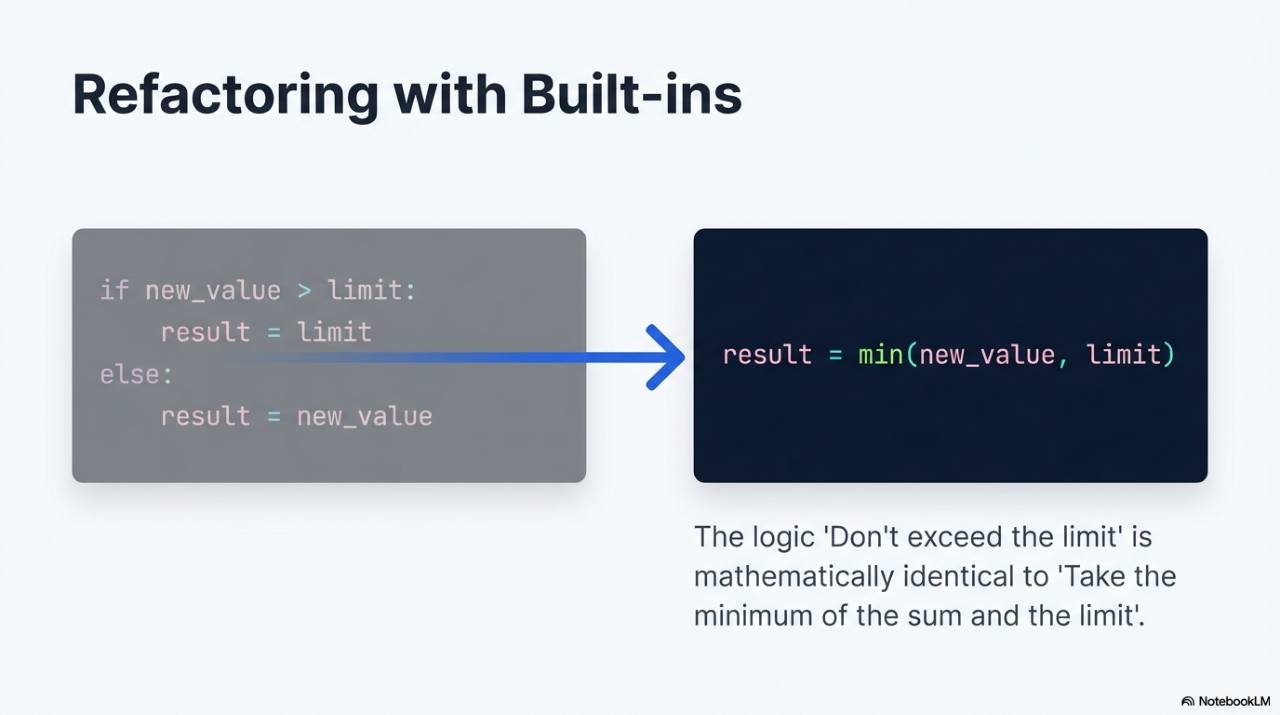 Refactoring with Built-ins
if new_value > limit:
    result = limit
else:
    result = new_value
result = min(new_value, limit)
The logic 'Don't exceed the limit' is
mathematically identical to 'Take the
minimum of the sum and the limit'.
NotebookLM